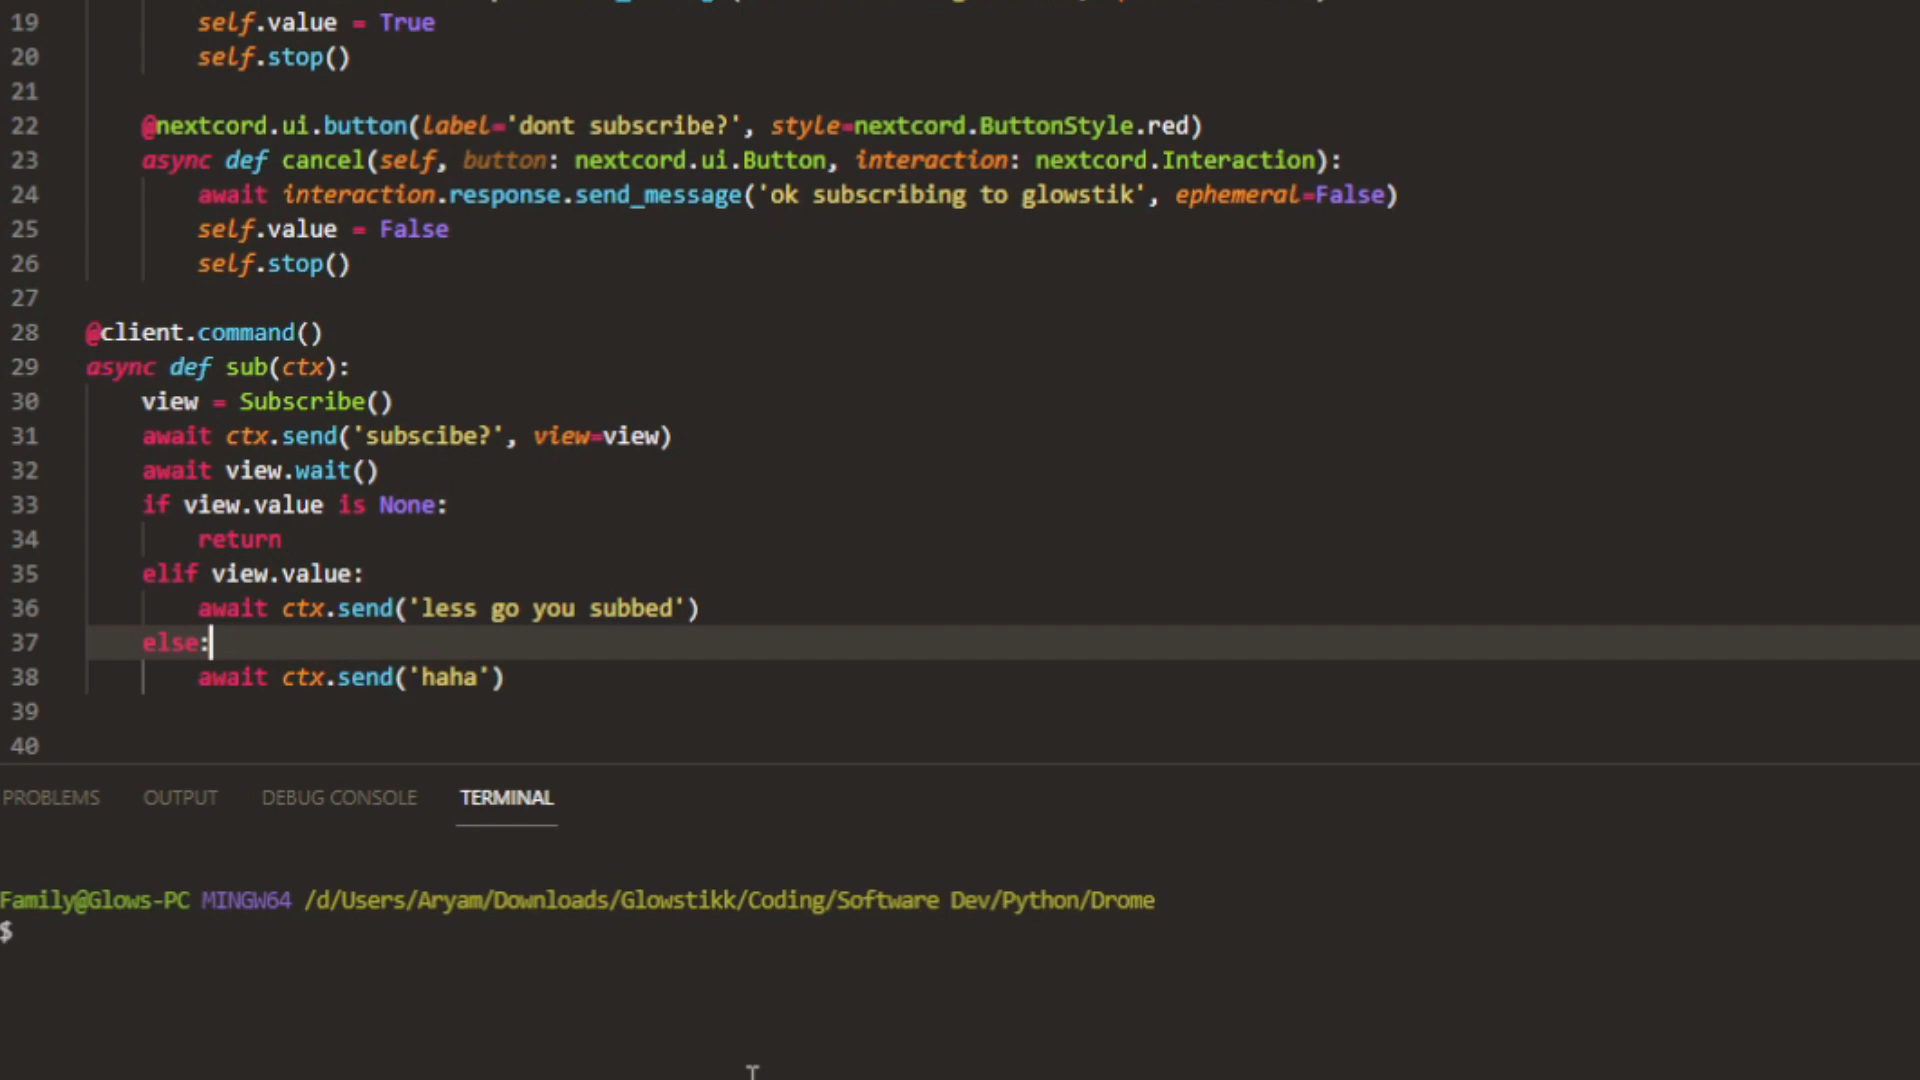 19 self.value = True
20 self.stop()
21
22 @nextcord.ui.button(label='dont subscribe?', style=nextcord.ButtonStyle.red)
23 async def cancel(self, button: nextcord.ui.Button, interaction: nextcord.Interaction):
24 await interaction.response.send_message('ok subscribing to glowstik', ephemeral=False)
25 self.value = False
26 self.stop()
27
28 @client.command()
29 async def sub(ctx):
30 view = Subscribe()
31 await ctx.send('subscibe?', view=view)
32 await view.wait()
33 if view.value is None:
34 return
35 elif view.value:
36 await ctx.send('less go you subbed')
37 else:
38 await ctx.send('haha')
39
40
PROBLEMS OUTPUT DEBUG CONSOLE TERMINAL
Family@Glows-PC MINGW64 /d/Users/Aryam/Downloads/Glowstikk/Coding/Software Dev/Python/Drome
$